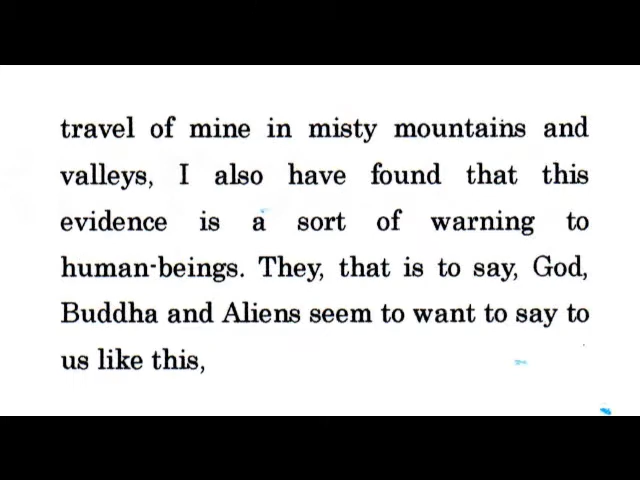 travel of mine in misty mountains and
valleys, I also have found that this
evidence is a sort of warning to
human-beings. They, that is to say, God,
Buddha and Aliens seem to want to say to
us like this,